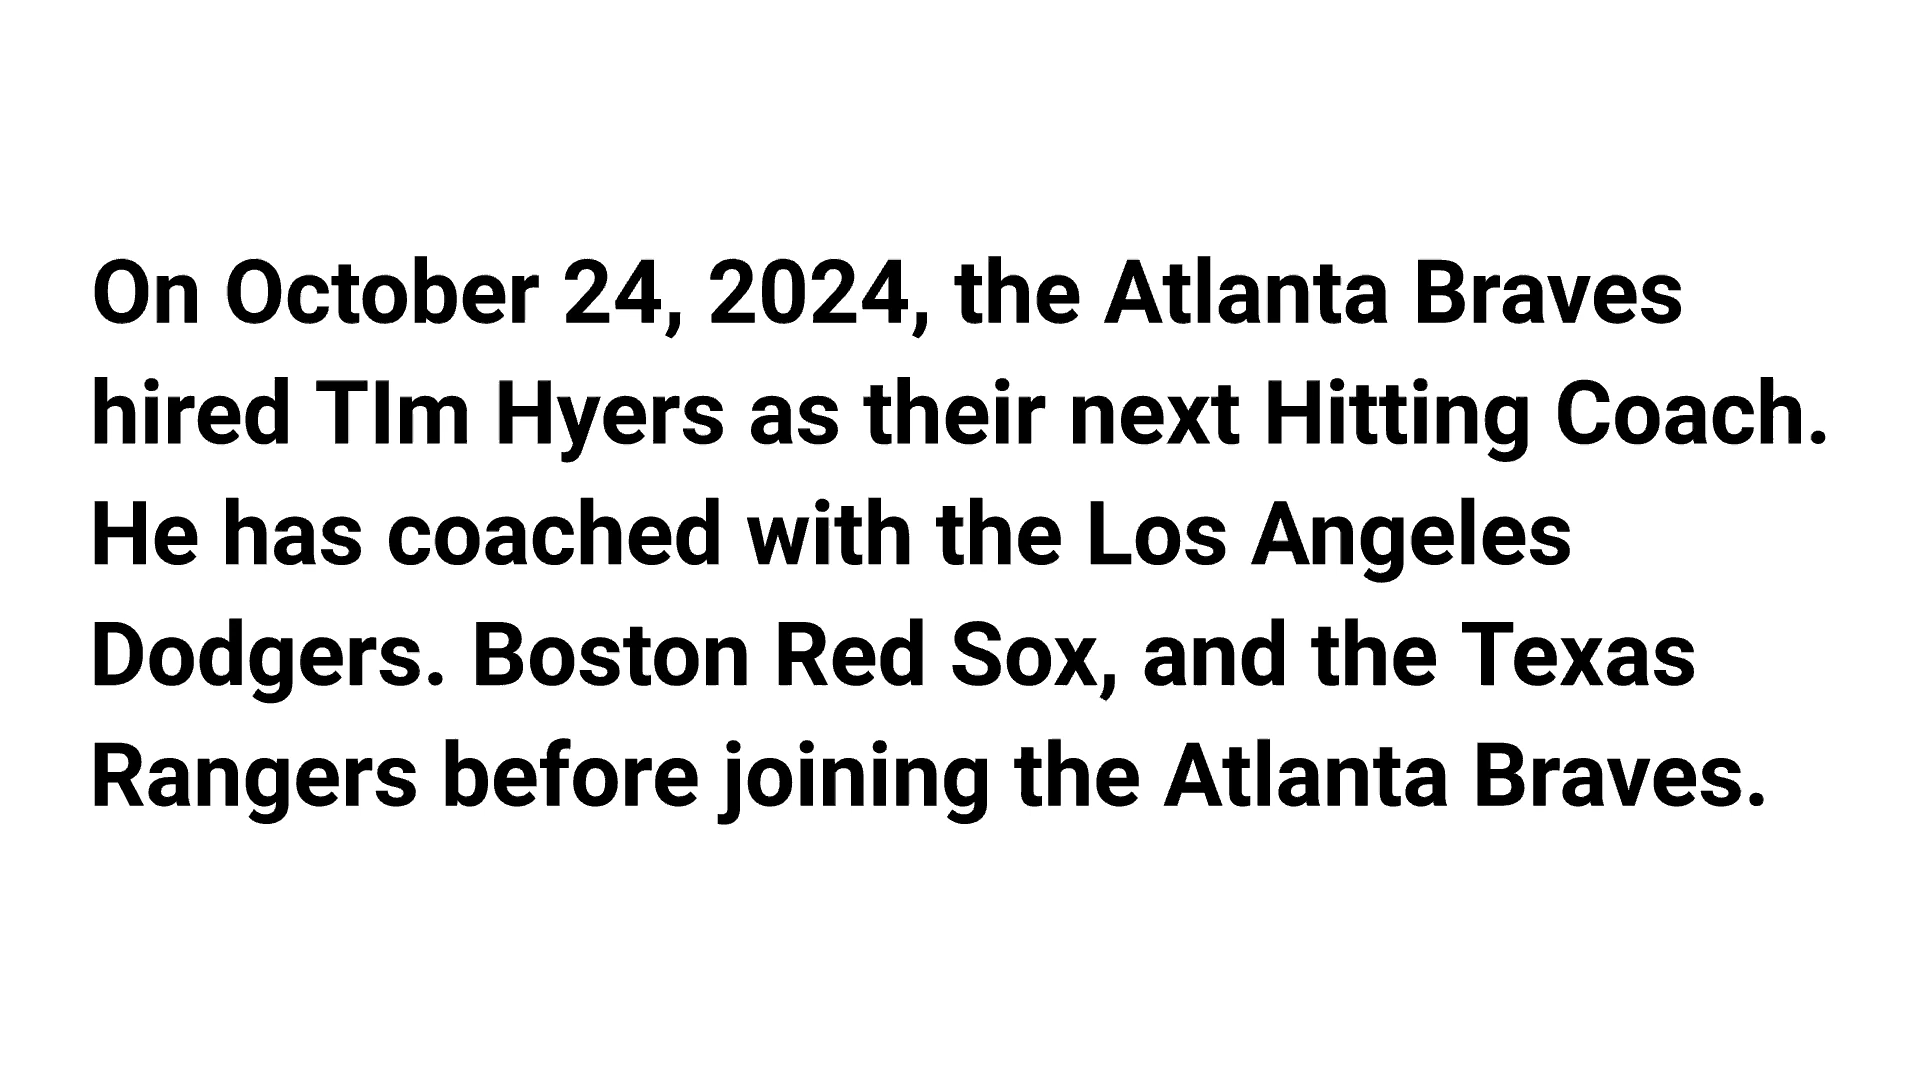 On October 24, 2024, the Atlanta Braves
hired TIm Hyers as their next Hitting Coach.
He has coached with the Los Angeles
Dodgers. Boston Red Sox, and the Texas
Rangers before joining the Atlanta Braves.